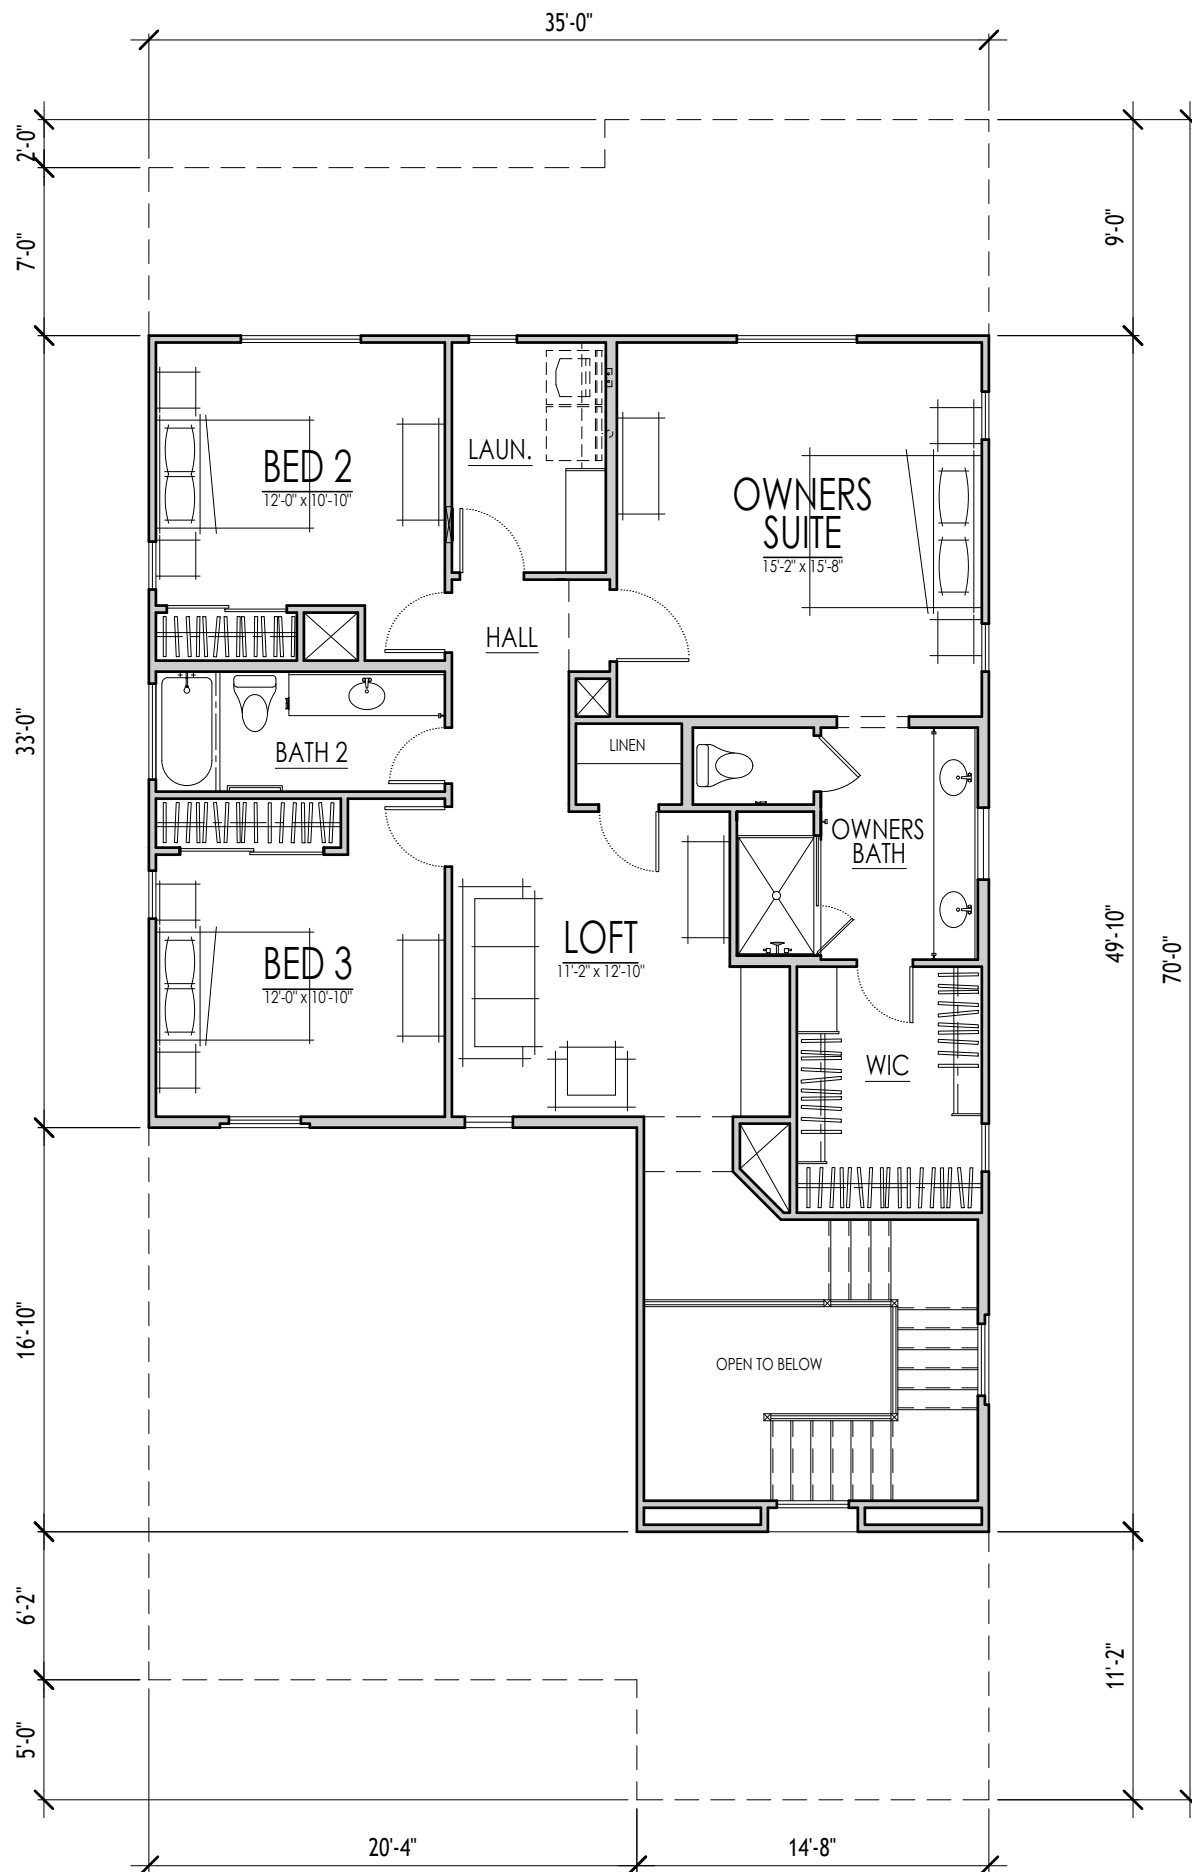 35'-0"
2'-0"
7'-0"
9'-0"
LAUN.
BED 2
12'-0" x 10'-10"
OWNERS
SUITE
15'-2" x 15'-8"
HALL
33'-0"
LINEN
BATH 2
OWNERS
BATH
LOFT
11'-2" x 12'-10"
BED 3
12'-0" x 10'-10"
49'-10"
70'-0"
WIC
16'-10"
OPEN TO BELOW
6'-2"
11'-2"
5'-0"
20'-4"
14'-8"